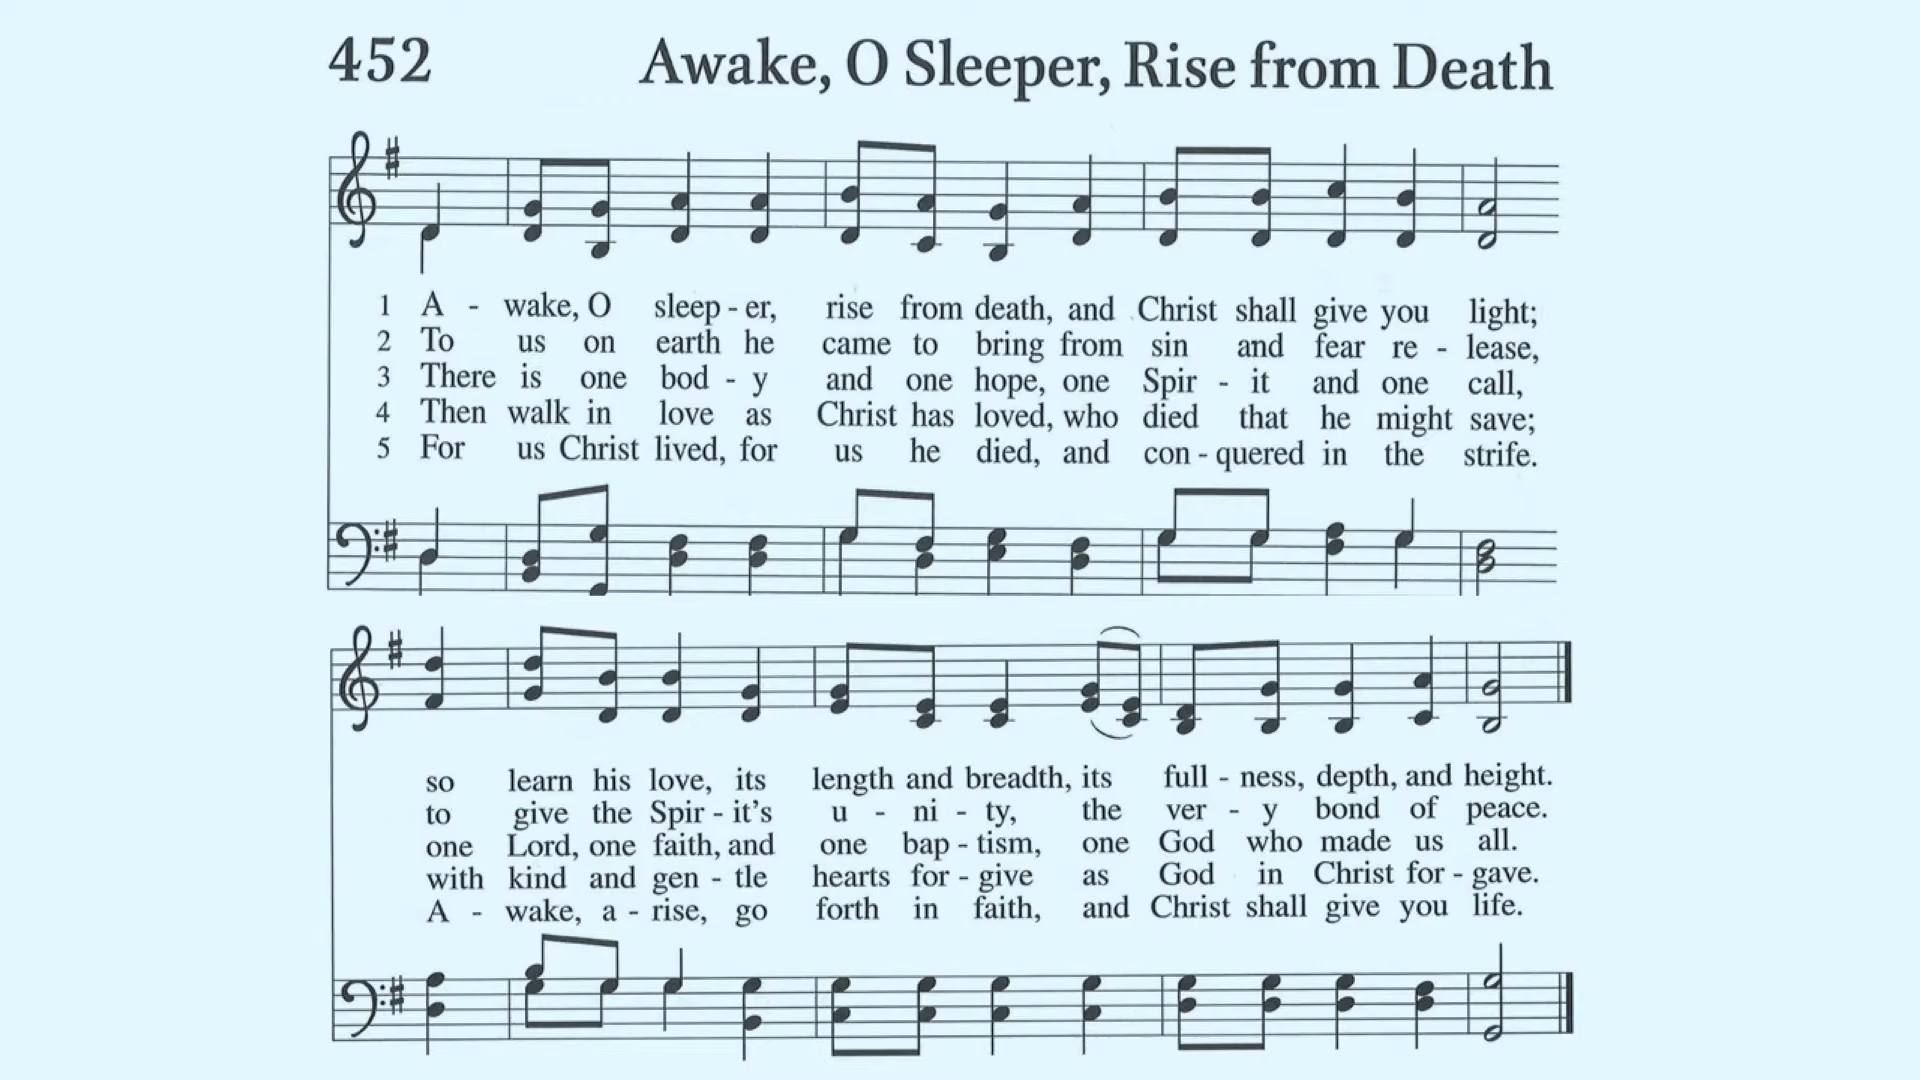 452 Awake, O Sleeper, Rise from Death
1 A - wake, O sleep - er, rise from death, and Christ shall give you light;
2 To us on earth he came to bring from sin and fear re - lease,
3 There is one bod - y and one hope, one Spir - it and one call,
4 Then walk in love as Christ has loved, who died that he might save;
5 For us Christ lived, for us he died, and con - quered in the strife.
so learn his love, its length and breadth, its full - ness, depth, and height.
to give the Spir - it's u - ni - ty, the ver - y bond of peace.
one Lord, one faith, and one bap - tism, one God who made us all.
with kind and gen - tle hearts for - give as God in Christ for - gave.
A - wake, a - rise, go forth in faith, and Christ shall give you life.